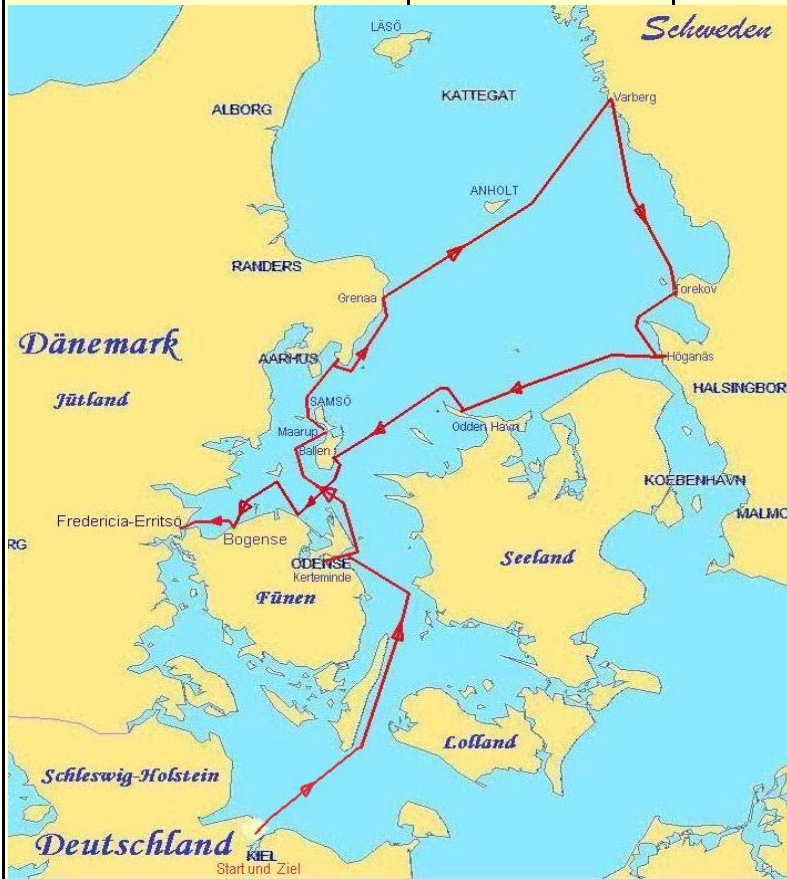 LÄSÖ
Schweden
KATTEGAT
Varberg
ALBORG
ANHOLT
RANDERS
Grenaa
Torekov
Dänemark
AARHUS
Höganäs
Jütland
SAMSÖ
HALSINGBOR
Maarup
Odden Havn
Ballen
KOEBENHAVN
MALMO
Fredericia-Erritsö
Bogense
RG
Seeland
ODENSE
Kerteminde
Fünen
Lolland
Schleswig-Holstein
Deutschland
KIEL
Start und Ziel